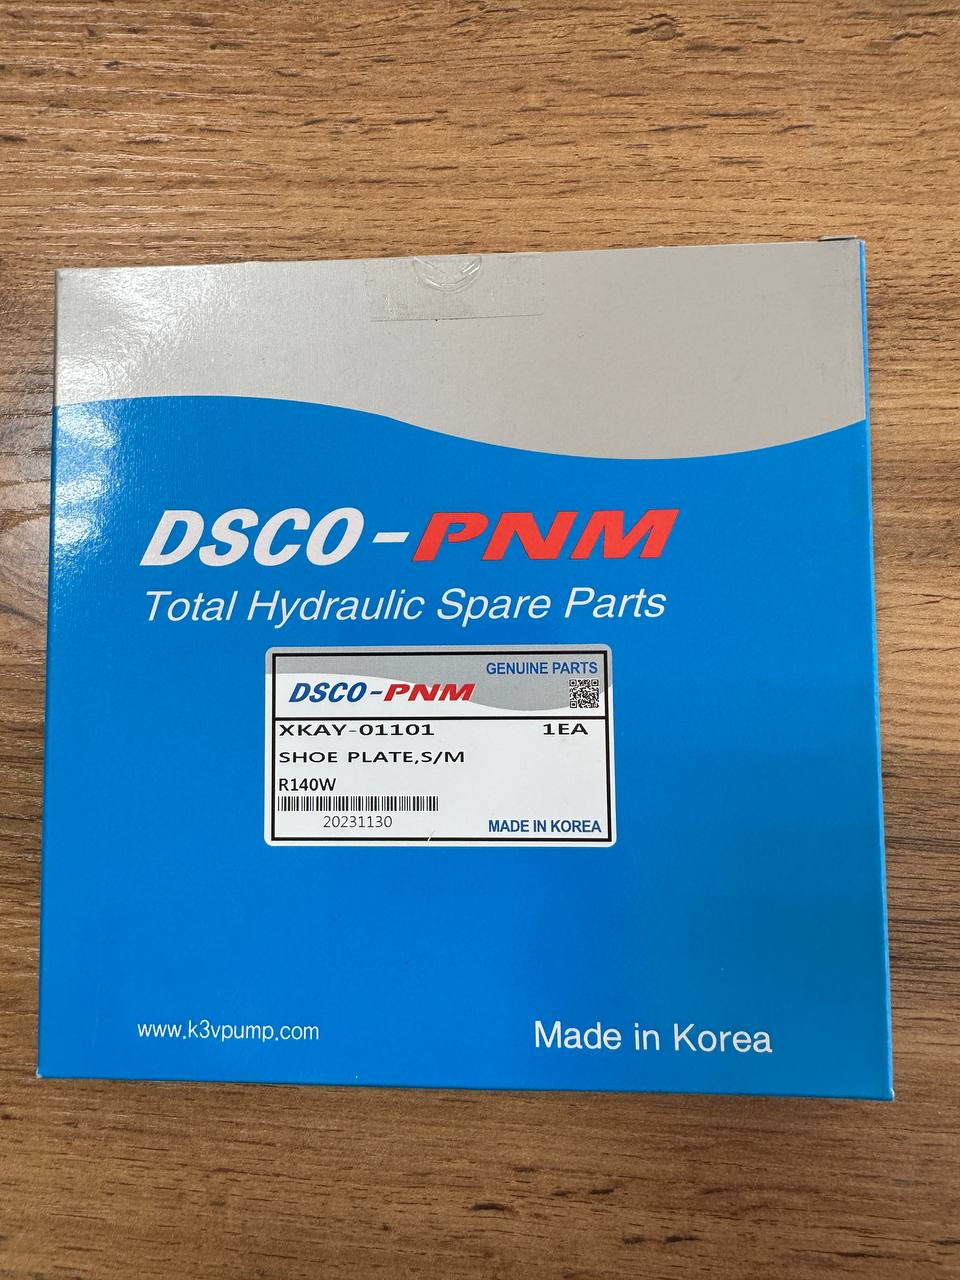 DSCO-PNM
Total Hydraulic Spare Parts
GENUINE PARTS
DSCO-PNM
XKAY-01101 1EA
SHOE PLATE,S/M
R140W
20231130
MADE IN KOREA
www.k3vpump.com
Made in Korea